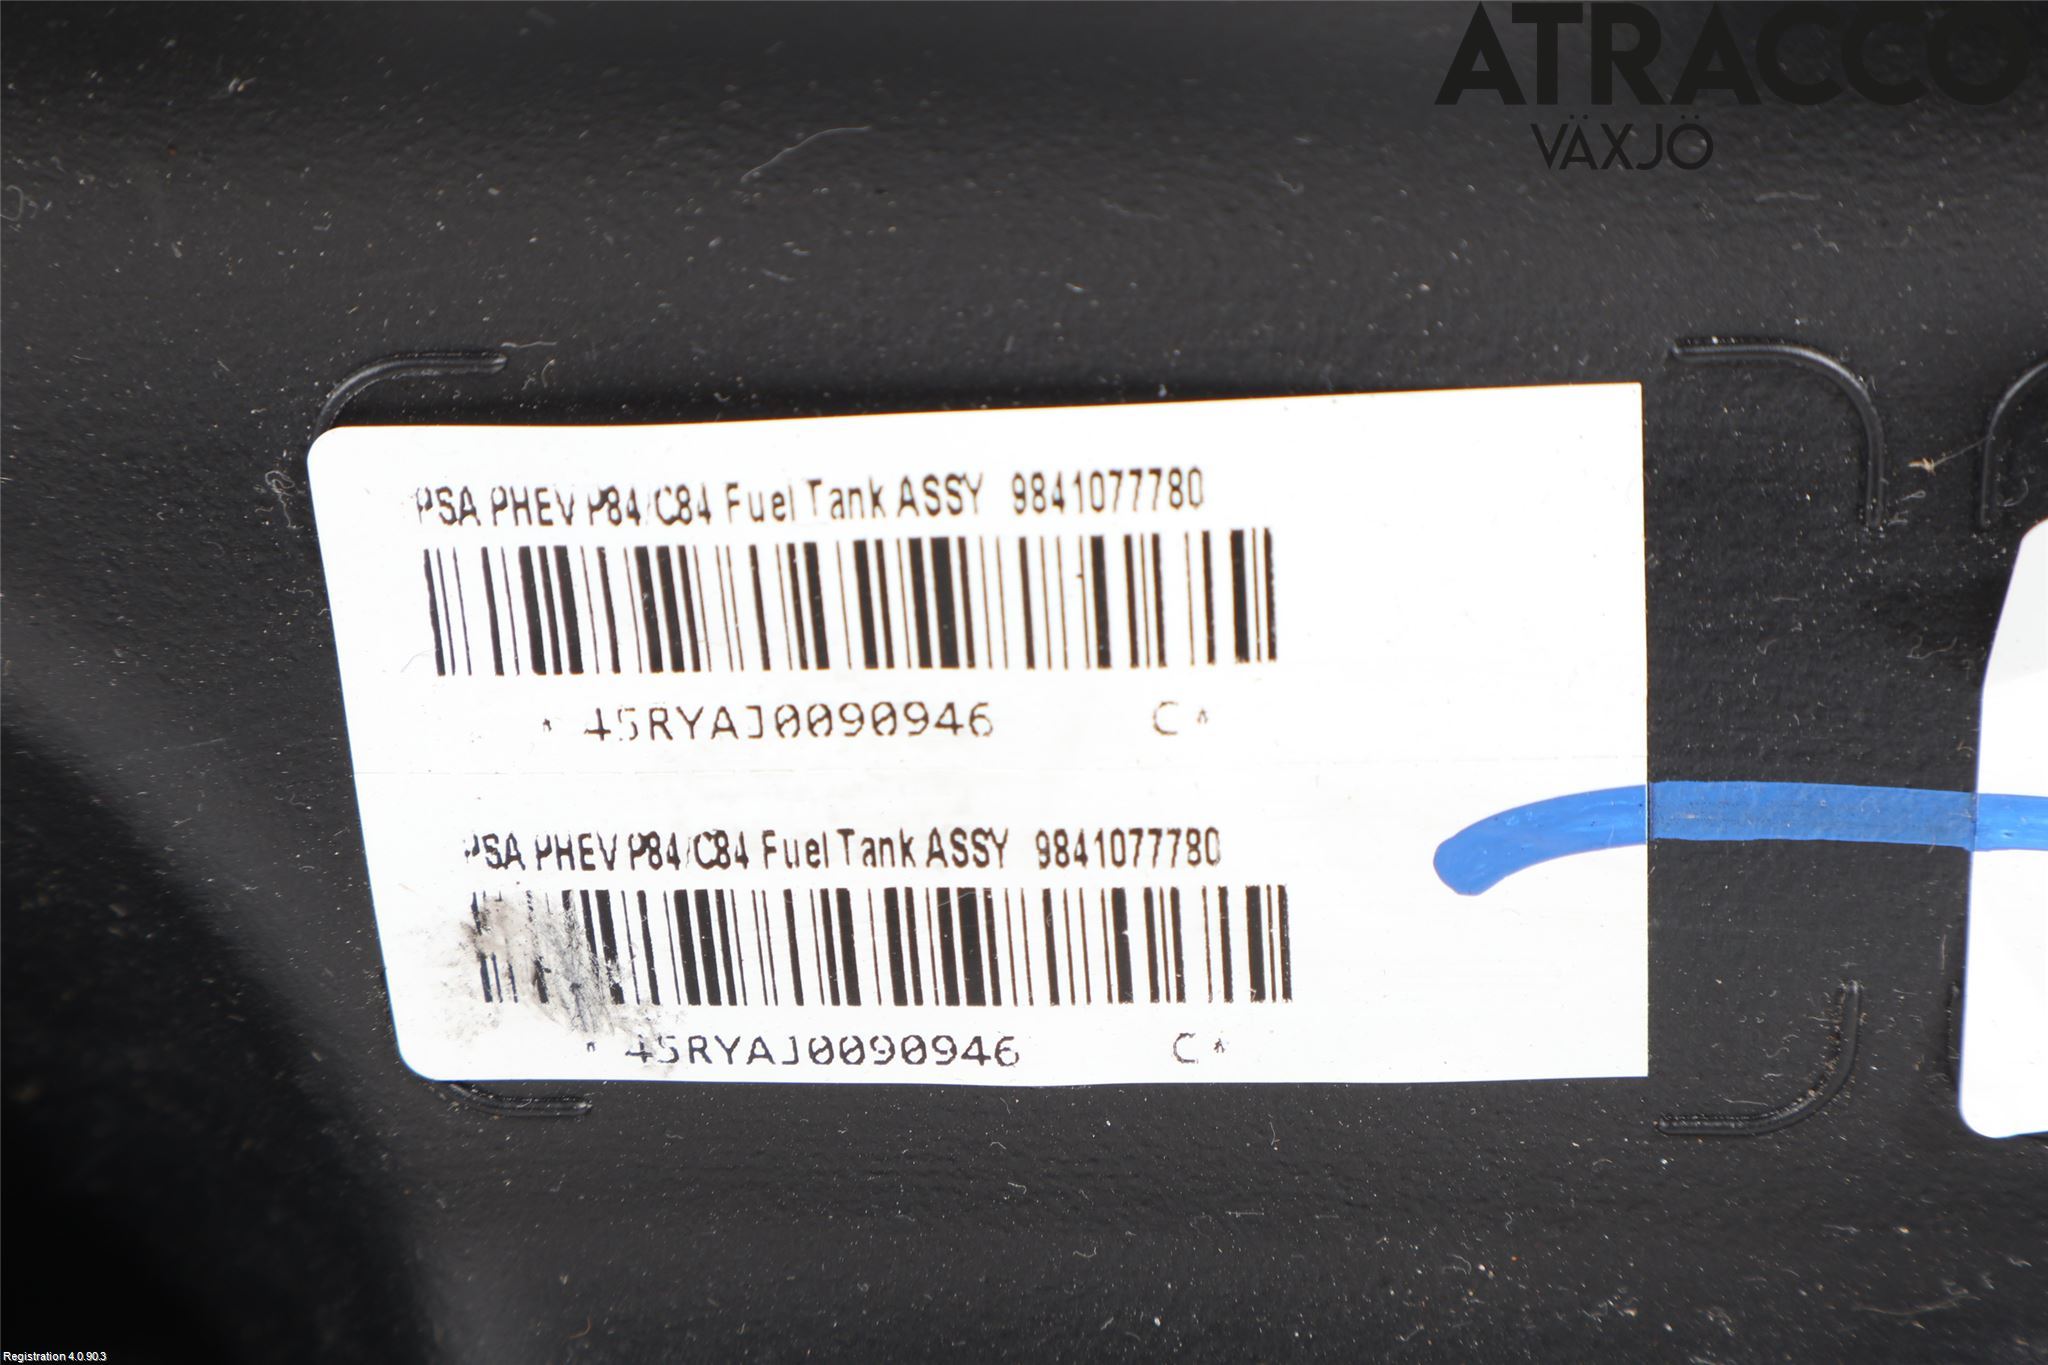 ATRACCO
VÄXJÖ
PSA PHEV P84/C84 Fuel Tank ASSY 9841077780
* 45RYAJ0090946 C*
PSA PHEV P84/C84 Fuel Tank ASSY 9841077780
* 45RYAJ0090946 C*
Registration 4.0.90.3